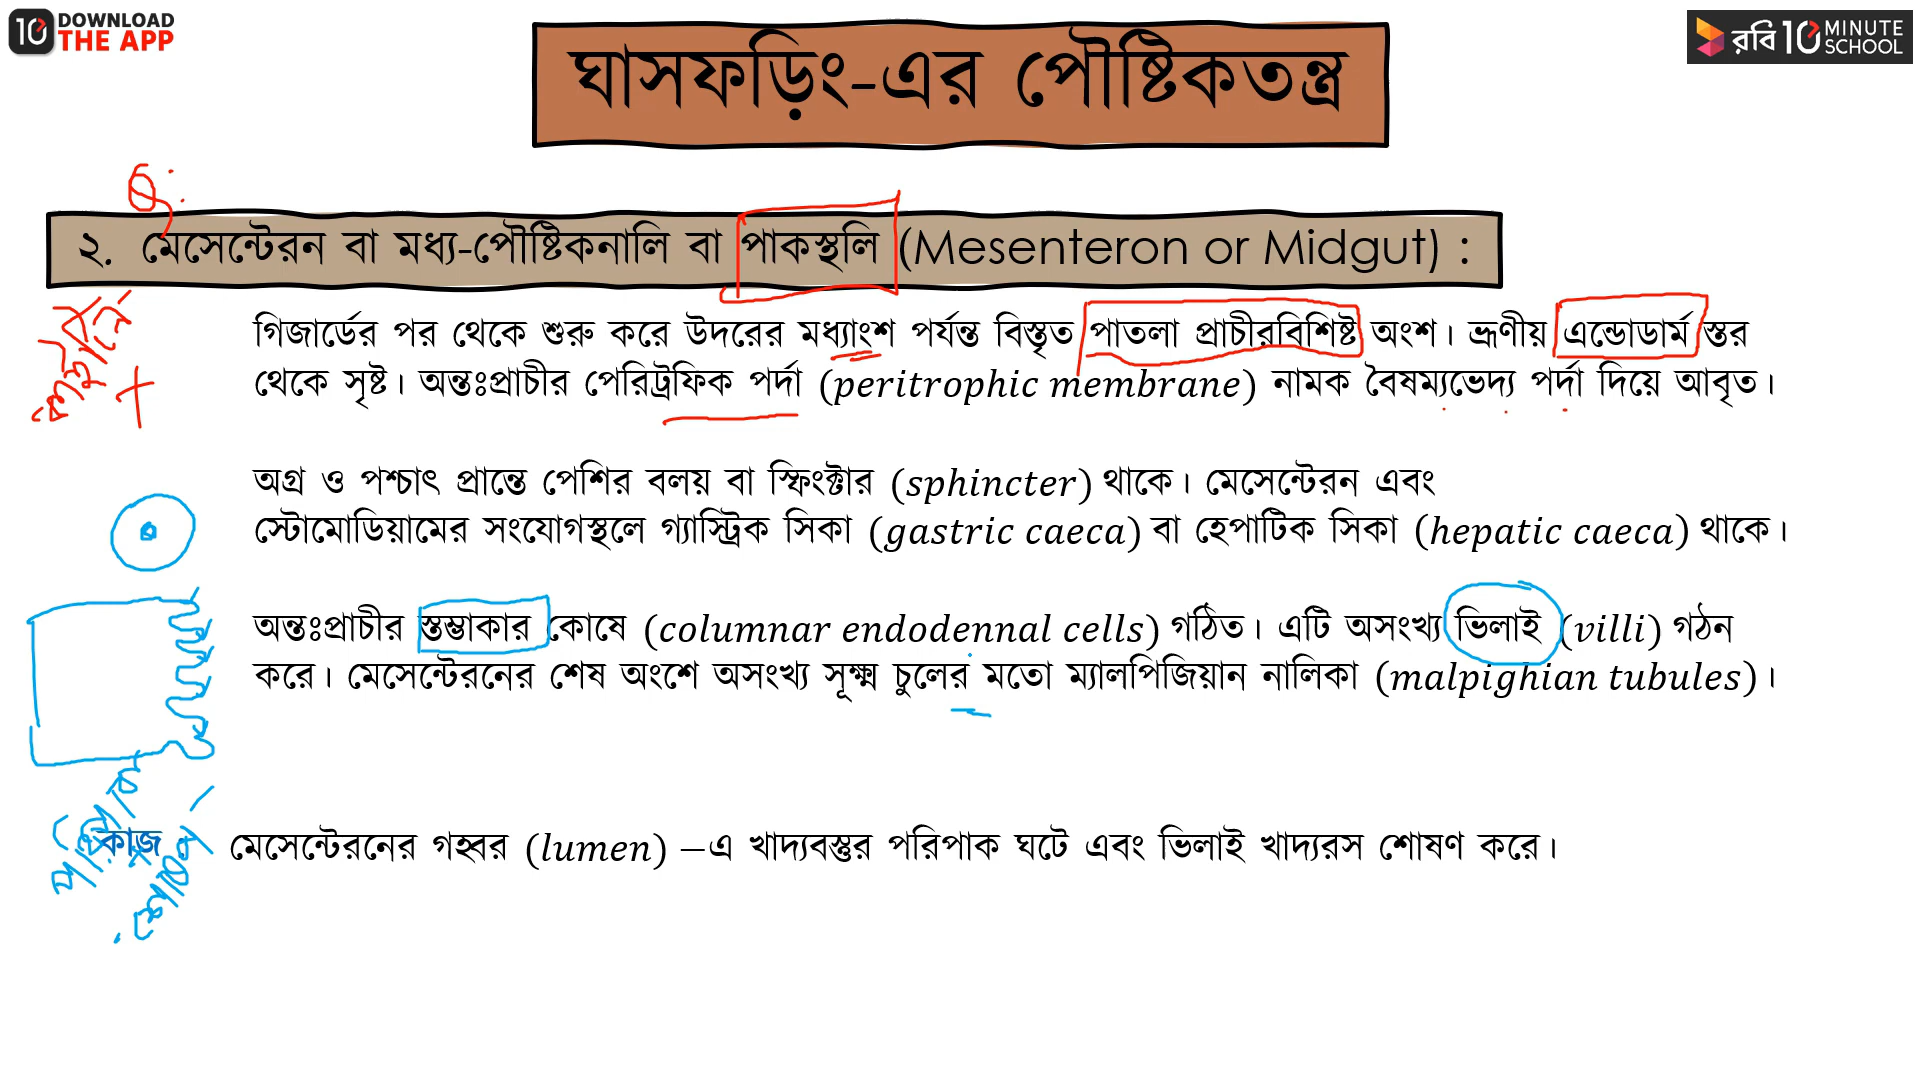 10 DOWNLOAD THE APP
রবি 10 MINUTE SCHOOL
ঘাসফড়িং-এর পৌষ্টিকতন্ত্র
২. মেসেন্টেরন বা মধ্য-পৌষ্টিকনালি বা পাকস্থলি (Mesenteron or Midgut) :
গিজার্ডের পর থেকে শুরু করে উদরের মধ্যাংশ পর্যন্ত বিস্তৃত পাতলা প্রাচীরবিশিষ্ট অংশ। ভ্রূণীয় এন্ডোডার্ম স্তর
থেকে সৃষ্ট। অন্তঃপ্রাচীর পেরিট্রফিক পর্দা (peritrophic membrane) নামক বৈষম্যভেদ্য পর্দা দিয়ে আবৃত।
অগ্র ও পশ্চাৎ প্রান্তে পেশির বলয় বা স্ফিংক্টার (sphincter) থাকে। মেসেন্টেরন এবং
স্টোমোডিয়ামের সংযোগস্থলে গ্যাস্ট্রিক সিকা (gastric caeca) বা হেপাটিক সিকা (hepatic caeca) থাকে।
অন্তঃপ্রাচীর স্তম্ভাকার কোষে (columnar endodennal cells) গঠিত। এটি অসংখ্য ভিলাই (villi) গঠন
করে। মেসেন্টেরনের শেষ অংশে অসংখ্য সূক্ষ্ম চুলের মতো ম্যালপিজিয়ান নালিকা (malpighian tubules)।
কাজ মেসেন্টেরনের গহ্বর (lumen) –এ খাদ্যবস্তুর পরিপাক ঘটে এবং ভিলাই খাদ্যরস শোষণ করে।